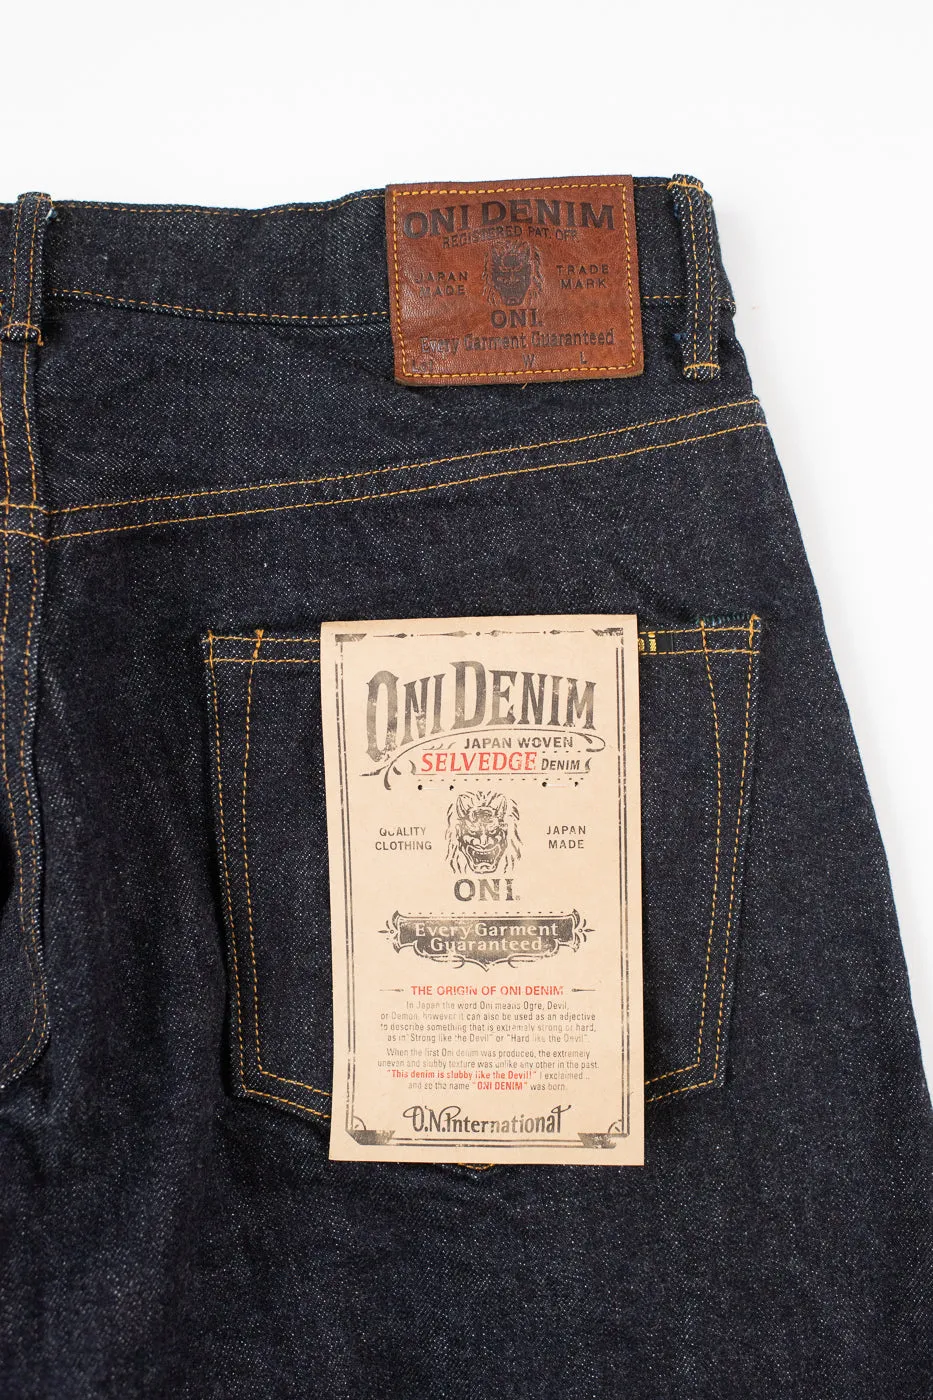 ONI DENIM
REGISTERED PAT. OFF.
JAPAN MADE
TRADE MARK
ONI.
Every Garment Guaranteed
W L
ONI DENIM
JAPAN WOVEN
SELVEDGE DENIM
QUALITY CLOTHING
JAPAN MADE
ONI.
Every Garment
Guaranteed
THE ORIGIN OF ONI DENIM
In Japan the word Oni means Ogre, Devil,
or Demon, however it can also be used as an adjective
to describe something that is extremely strong or hard,
as in "Strong like the Devil" or "Hard like the Devil".
When the first Oni denim was produced, the extremely
uneven and slubby texture was unlike any other in the past.
"This denim is slubby like the Devil!" I exclaimed...
and so the name "ONI DENIM" was born.
O.N.International